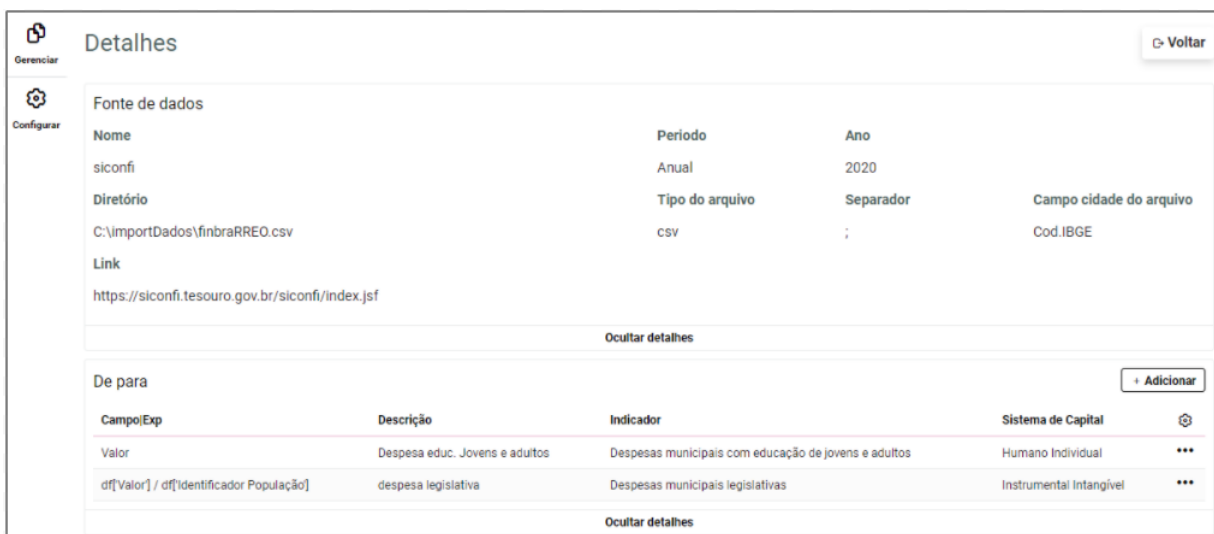 Gerenciar
Configurar
Detalhes
Voltar
Fonte de dados
Nome Periodo Ano
siconfi Anual 2020
Diretório Tipo do arquivo Separador Campo cidade do arquivo
C:\importDados\finbraRREO.csv csv ; Cod.IBGE
Link
https://siconfi.tesouro.gov.br/siconfi/index.jsf
Ocultar detalhes
De para + Adicionar
Campo|Exp Descrição Indicador Sistema de Capital
Valor Despesa educ. Jovens e adultos Despesas municipais com educação de jovens e adultos Humano Individual •••
df['Valor'] / df['Identificador População'] despesa legislativa Despesas municipais legislativas Instrumental Intangível •••
Ocultar detalhes